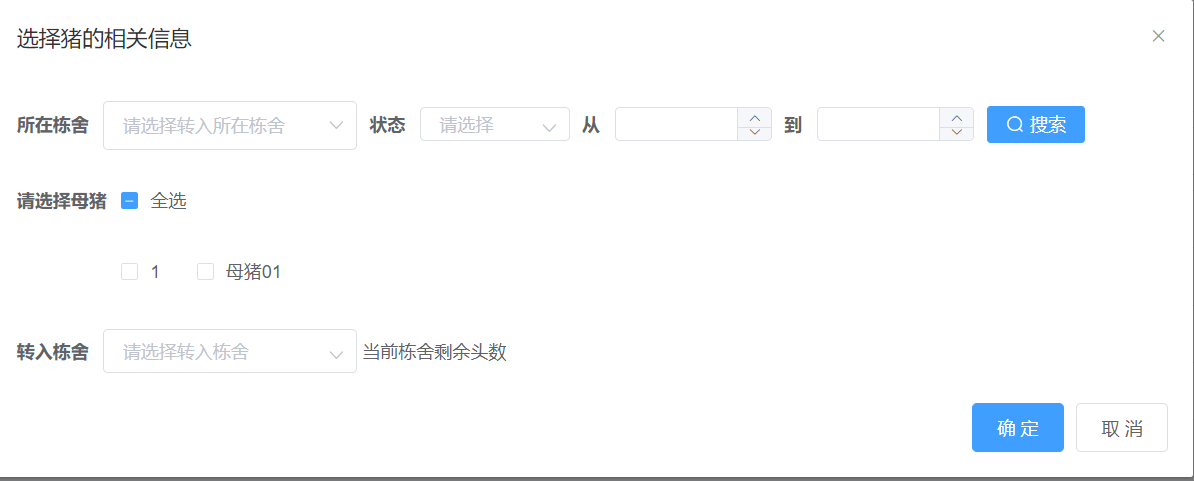 选择猪的相关信息
所在栋舍 请选择转入所在栋舍 状态 请选择 从 到 搜索
请选择母猪 全选
1 母猪01
转入栋舍 请选择转入栋舍 当前栋舍剩余头数
确 定 取 消